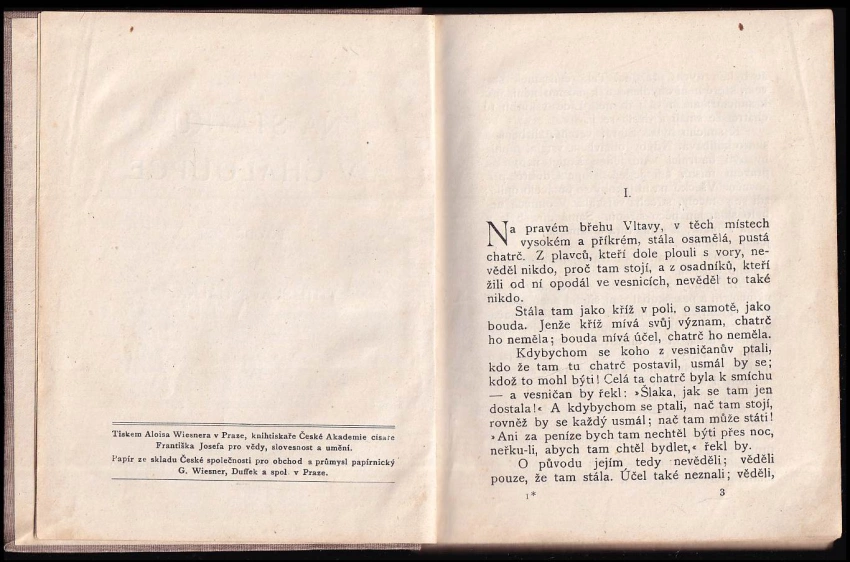 Tiskem Aloisa Wiesnera v Praze, knihtiskaře České Akademie císaře
Františka Josefa pro vědy, slovesnost a umění.
Papír ze skladu České společnosti pro obchod a průmysl papírnický
G. Wiesner, Duffek a spol. v Praze.
I.
Na pravém břehu Vltavy, v těch místech
vysokém a příkrém, stála osamělá, pustá
chatrč. Z plavců, kteří dole plouli s vory, ne-
věděl nikdo, proč tam stojí, a z osadníků, kteří
žili od ní opodál ve vesnicích, nevěděl to také
nikdo.
Stála tam jako kříž v poli, o samotě, jako
bouda. Jenže kříž mívá svůj význam, chatrč
ho neměla; bouda mívá účel, chatrč ho neměla.
Kdybychom se koho z vesničanův ptali,
kdo že tam tu chatrč postavil, usmál by se;
kdož to mohl býti! Celá ta chatrč byla k smíchu
— a vesničan by řekl: »Šlaka, jak se tam jen
dostala!« A kdybychom se ptali, nač tam stojí,
rovněž by se každý usmál; nač tam může státi!
»Ani za peníze bych tam nechtěl býti přes noc,
neřku-li, abych tam chtěl bydlet,« řekl by.
O původu jejím tedy nevěděli; věděli
pouze, že tam stála. Účel také neznali; věděli,
1*
3